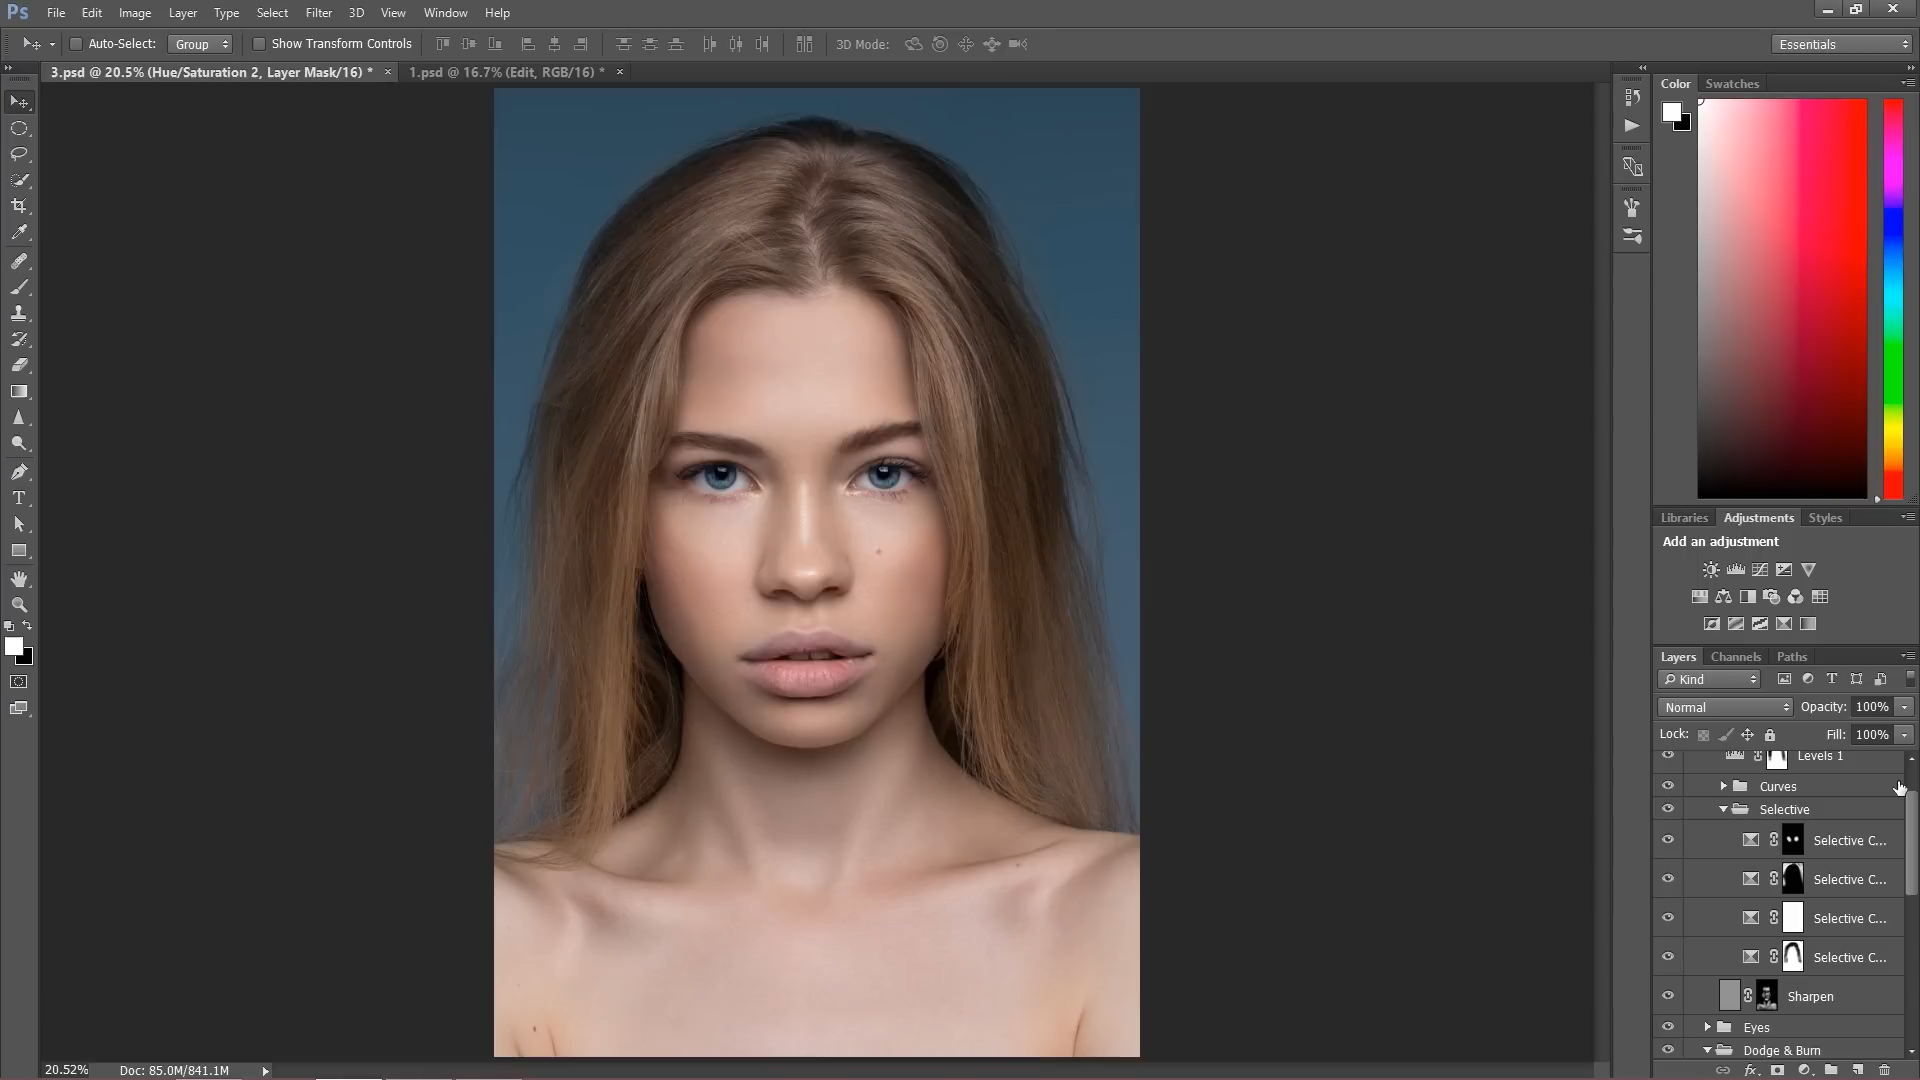 Ps File Edit Image Layer Type Select Filter 3D View Window Help
Auto-Select: Group Show Transform Controls 3D Mode: Essentials
3.psd @ 20.5% (Hue/Saturation 2, Layer Mask/16) * × 1.psd @ 16.7% (Edit, RGB/16) * ×
Color Swatches
Libraries Adjustments Styles
Add an adjustment
Layers Channels Paths
Kind
Normal Opacity: 100%
Lock: Fill: 100%
Levels 1
Curves
Selective
Selective C...
Selective C...
Selective C...
Selective C...
Sharpen
Eyes
Dodge & Burn
20.52% Doc: 85.0M/841.1M